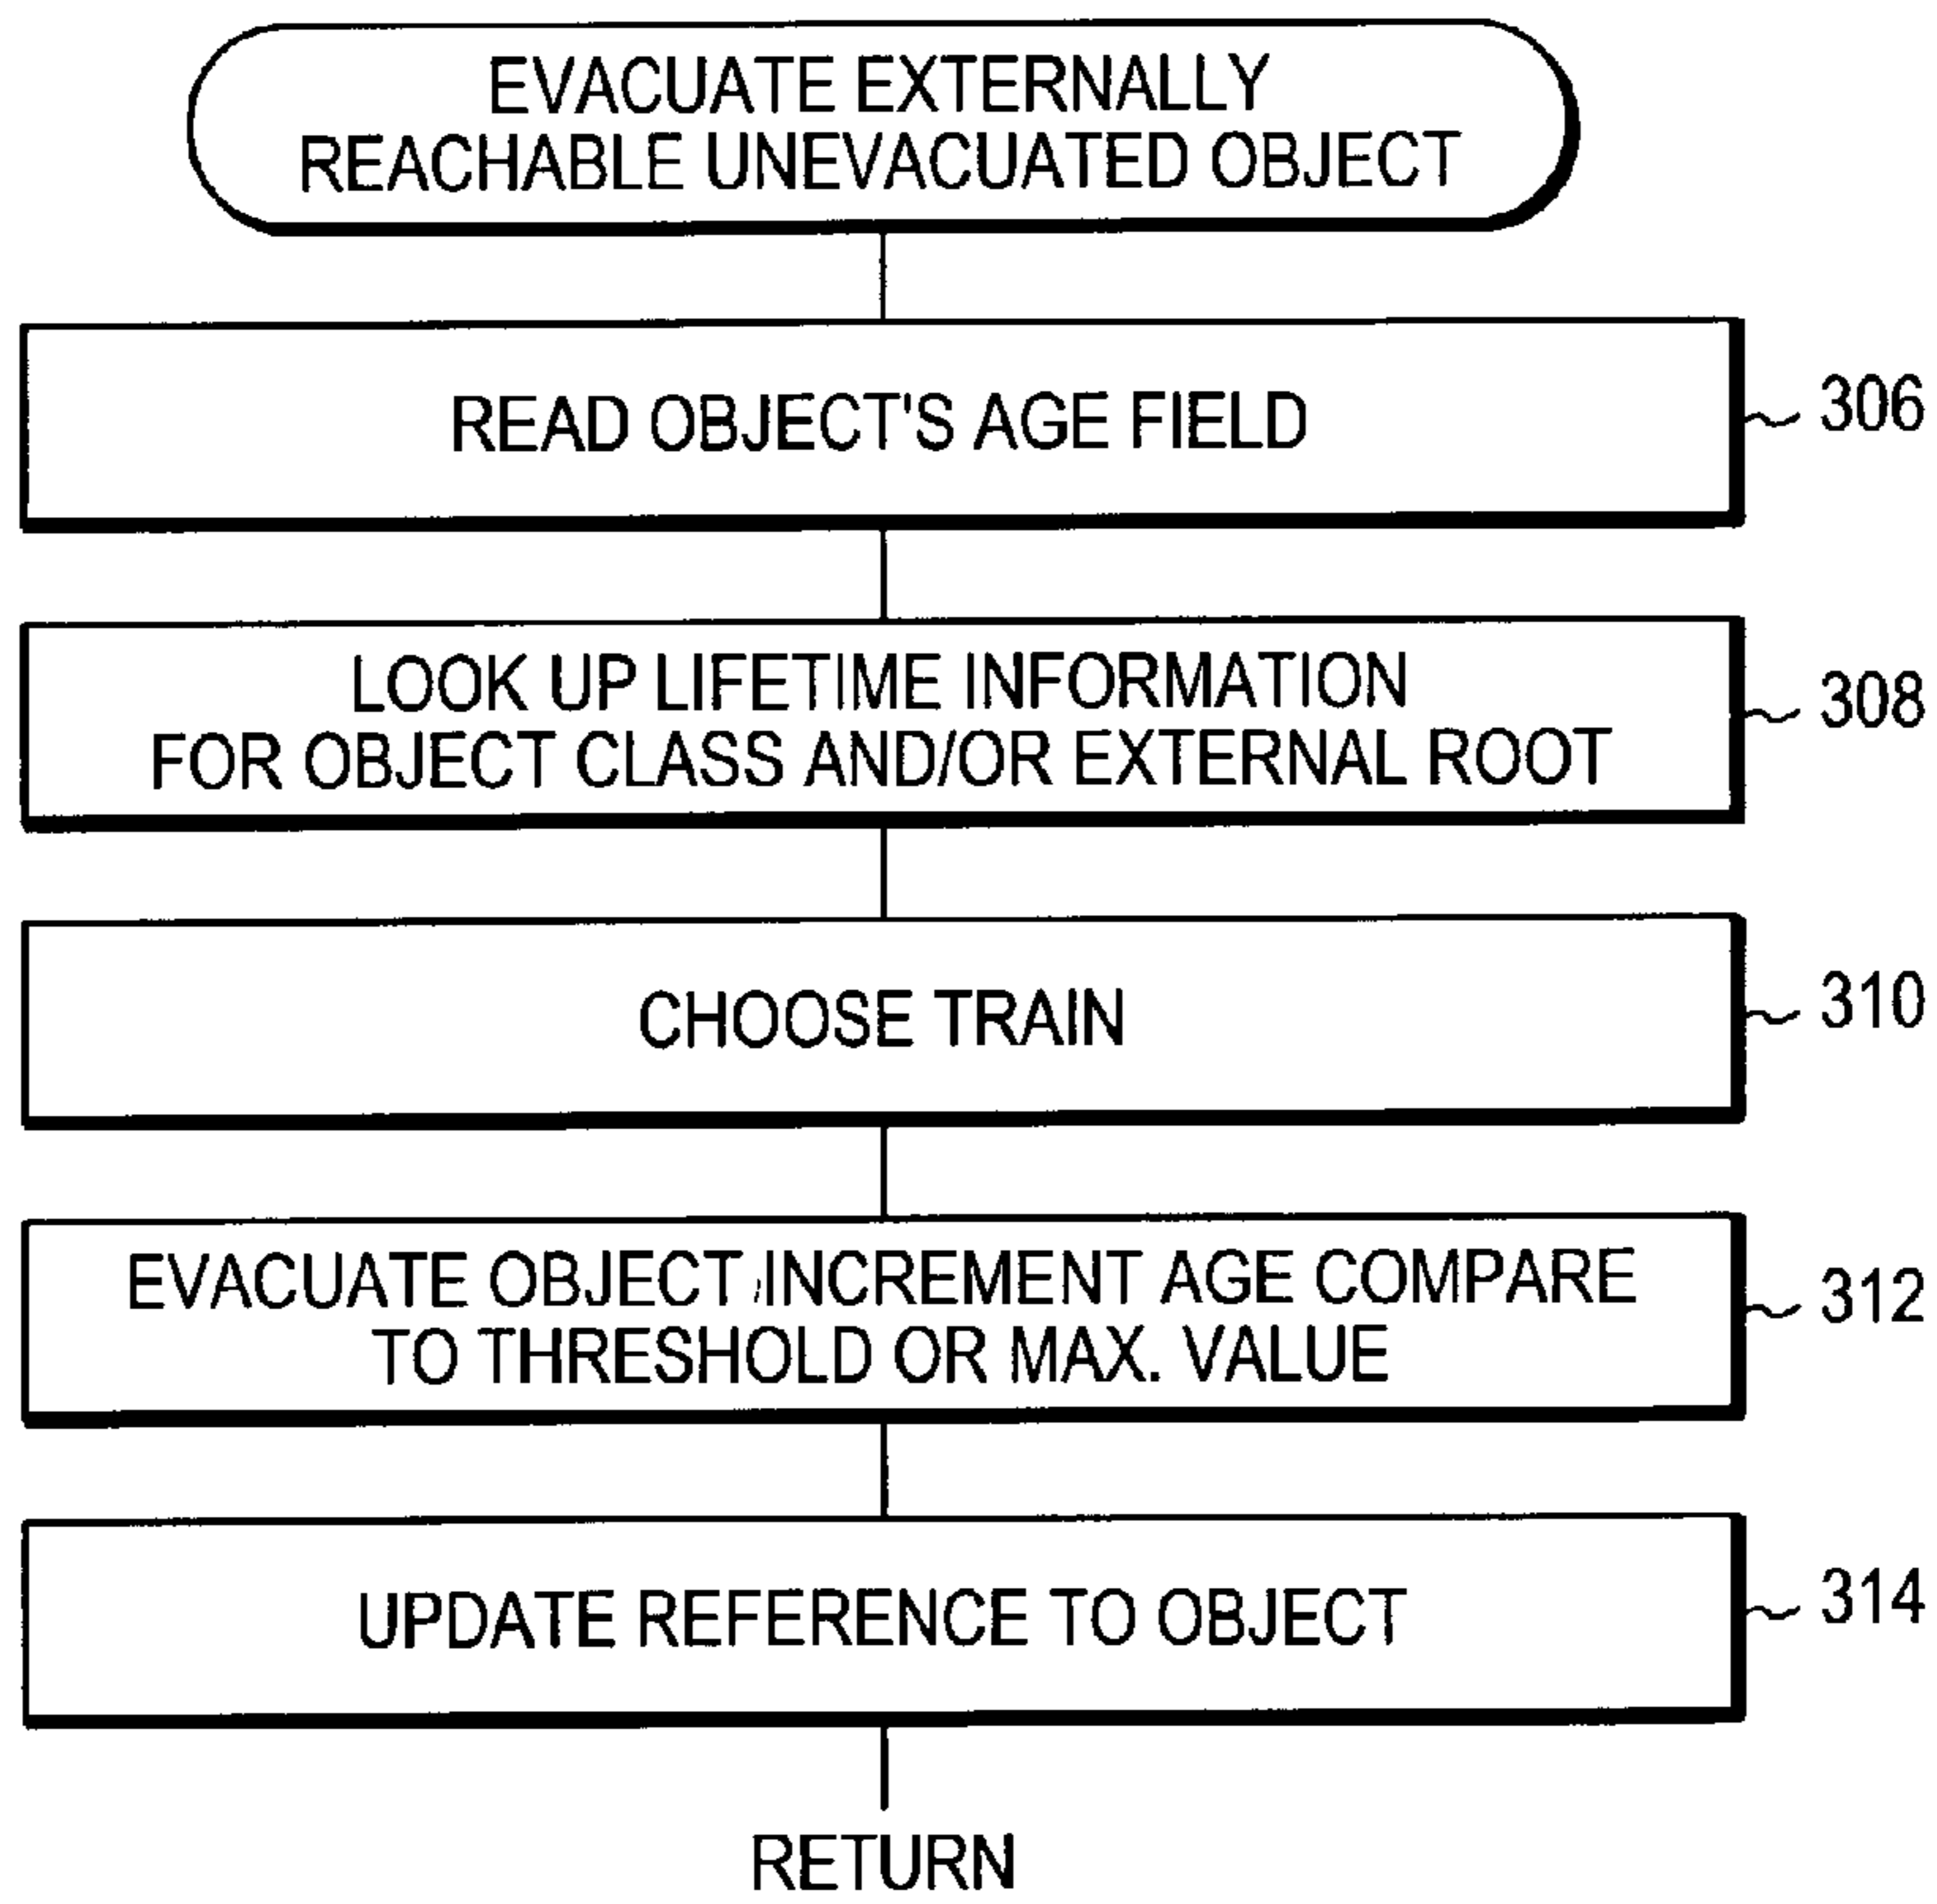 EVACUATE EXTERNALLY
REACHABLE UNEVACUATED OBJECT
READ OBJECT'S AGE FIELD
306
LOOK UP LIFETIME INFORMATION
FOR OBJECT CLASS AND/OR EXTERNAL ROOT
308
CHOOSE TRAIN
310
EVACUATE OBJECT, INCREMENT AGE COMPARE
TO THRESHOLD OR MAX. VALUE
312
UPDATE REFERENCE TO OBJECT
314
RETURN